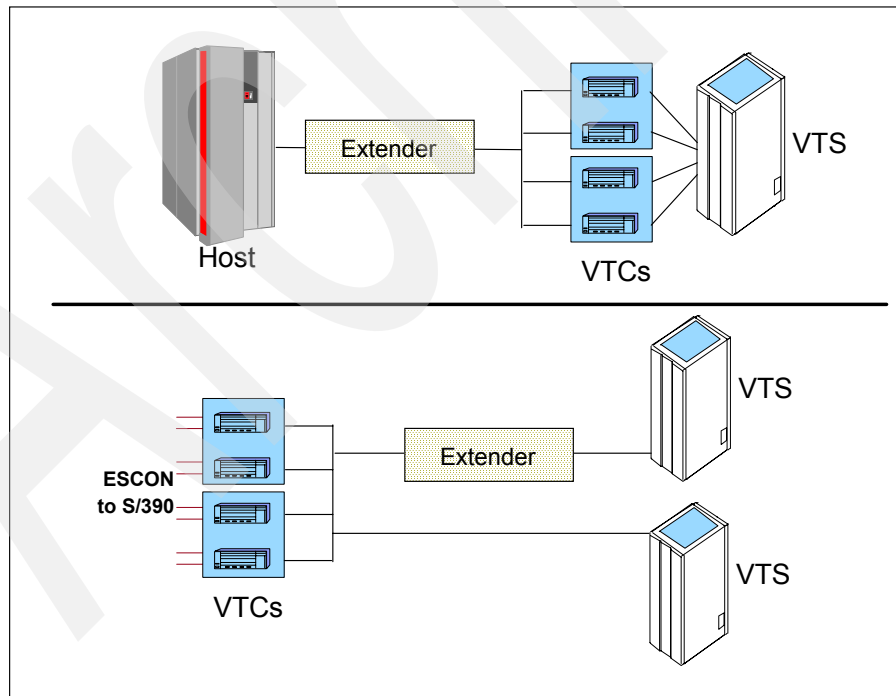 Extender
VTS
Host
VTCs
VTS
Extender
ESCON
to S/390
VTS
VTCs